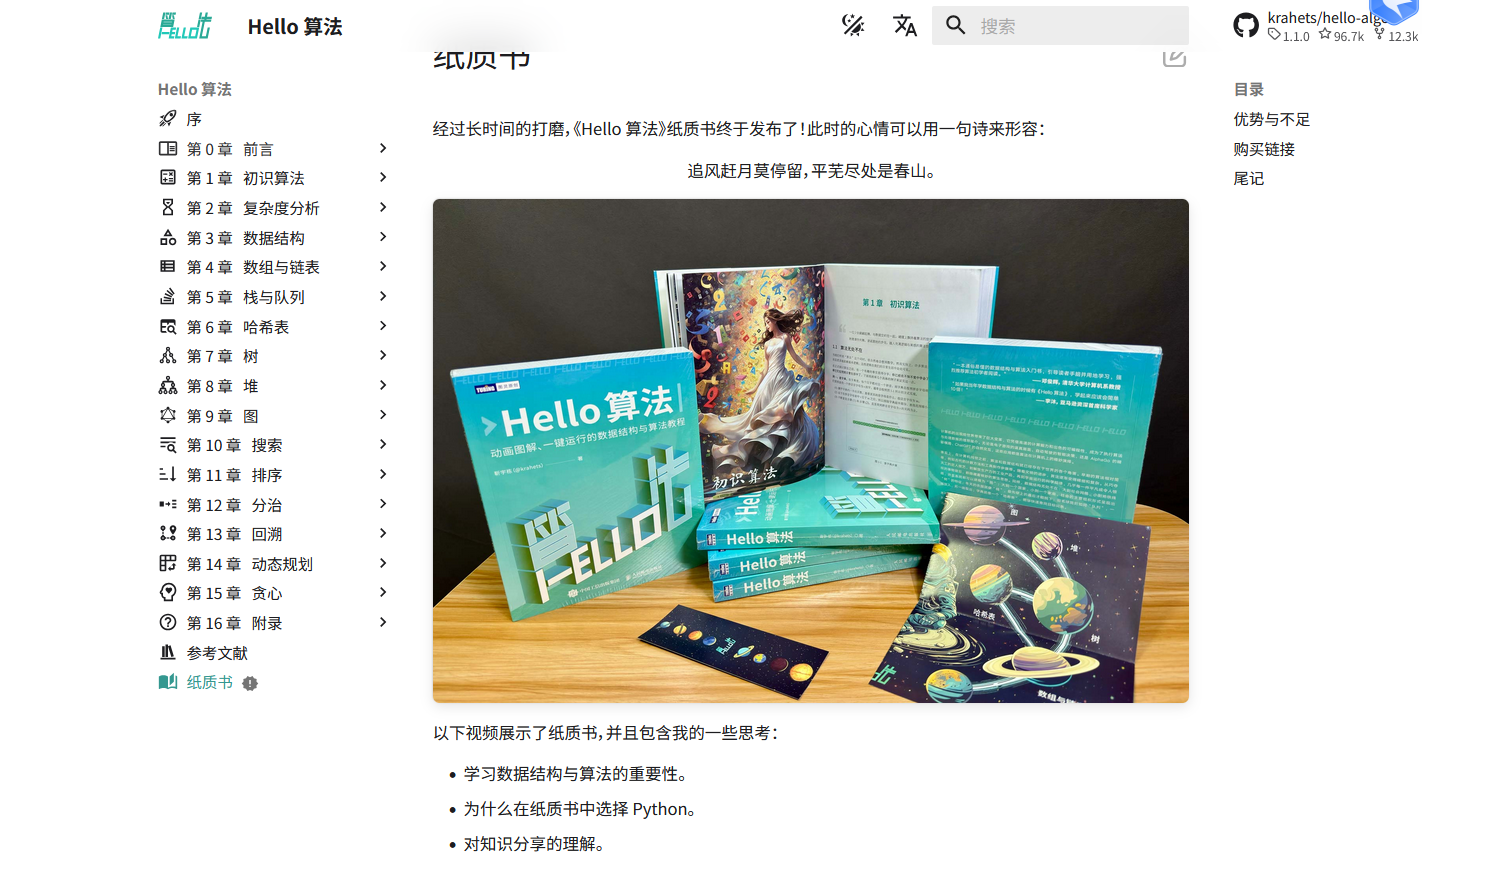 Hello 算法
搜索
krahets/hello-algo
1.1.0 96.7k 12.3k
纸质书
Hello 算法
序
第 0 章 前言
第 1 章 初识算法
第 2 章 复杂度分析
第 3 章 数据结构
第 4 章 数组与链表
第 5 章 栈与队列
第 6 章 哈希表
第 7 章 树
第 8 章 堆
第 9 章 图
第 10 章 搜索
第 11 章 排序
第 12 章 分治
第 13 章 回溯
第 14 章 动态规划
第 15 章 贪心
第 16 章 附录
参考文献
纸质书
经过长时间的打磨，《Hello 算法》纸质书终于发布了！此时的心情可以用一句诗来形容：
追风赶月莫停留，平芜尽处是春山。
第 1 章 初识算法
初识算法
Hello 算法
动画图解、一键运行的数据结构与算法教程
HELLO
Hello 算法
Hello 算法
Hello 算法
图
堆
哈希表
树
以下视频展示了纸质书，并且包含我的一些思考：
学习数据结构与算法的重要性。
为什么在纸质书中选择 Python。
对知识分享的理解。
目录
优势与不足
购买链接
尾记